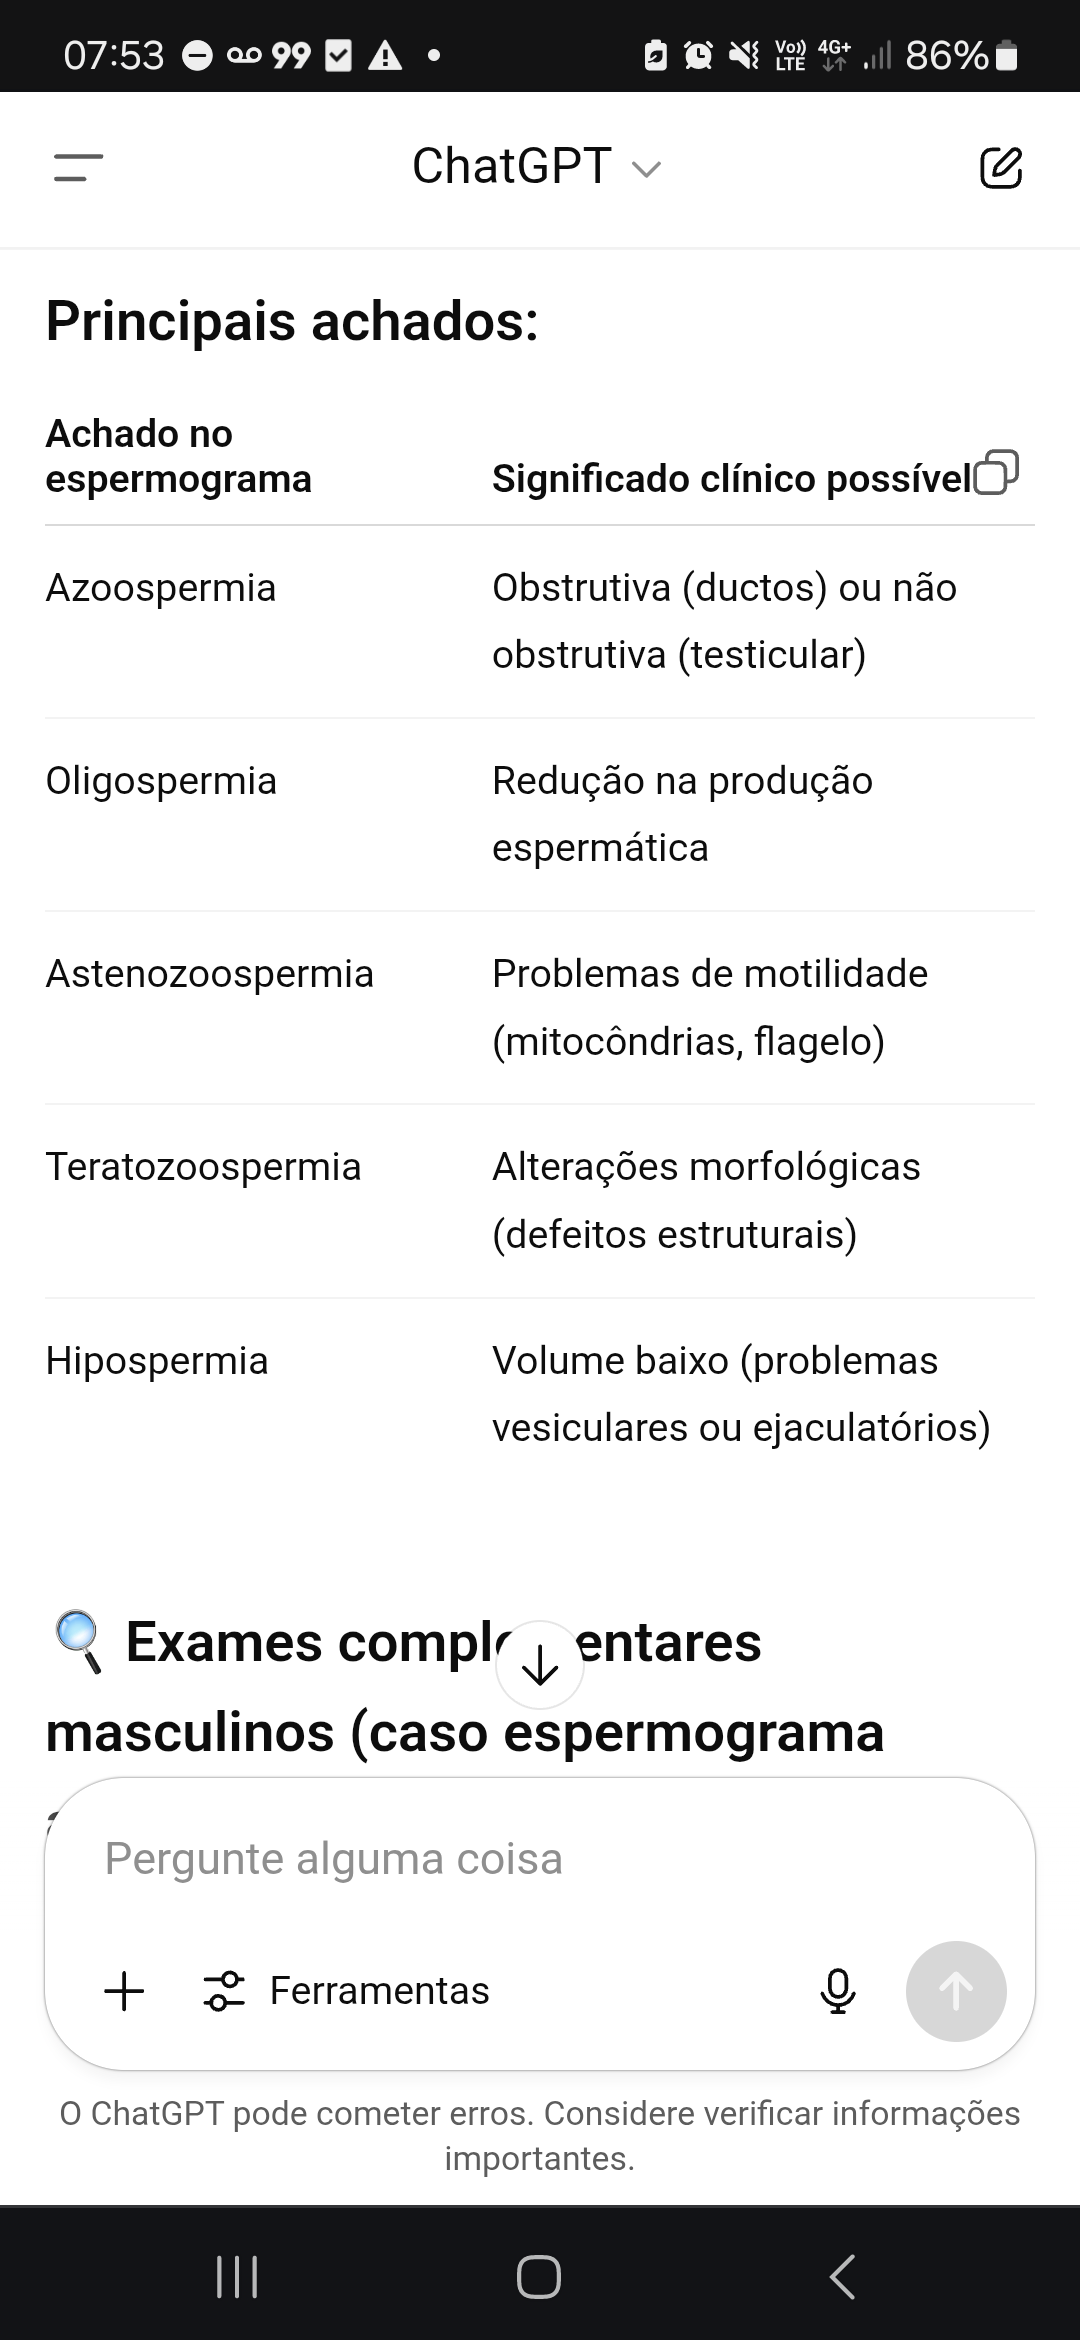 07:53 99 Vo)) LTE 4G+ 86%
ChatGPT
Principais achados:
Achado no
espermograma
Significado clínico possível
Azoospermia
Obstrutiva (ductos) ou não
obstrutiva (testicular)
Oligospermia
Redução na produção
espermática
Astenozoospermia
Problemas de motilidade
(mitocôndrias, flagelo)
Teratozoospermia
Alterações morfológicas
(defeitos estruturais)
Hipospermia
Volume baixo (problemas
vesiculares ou ejaculatórios)
🔍 Exames complementares
masculinos (caso espermograma
Pergunte alguma coisa
Ferramentas
O ChatGPT pode cometer erros. Considere verificar informações
importantes.